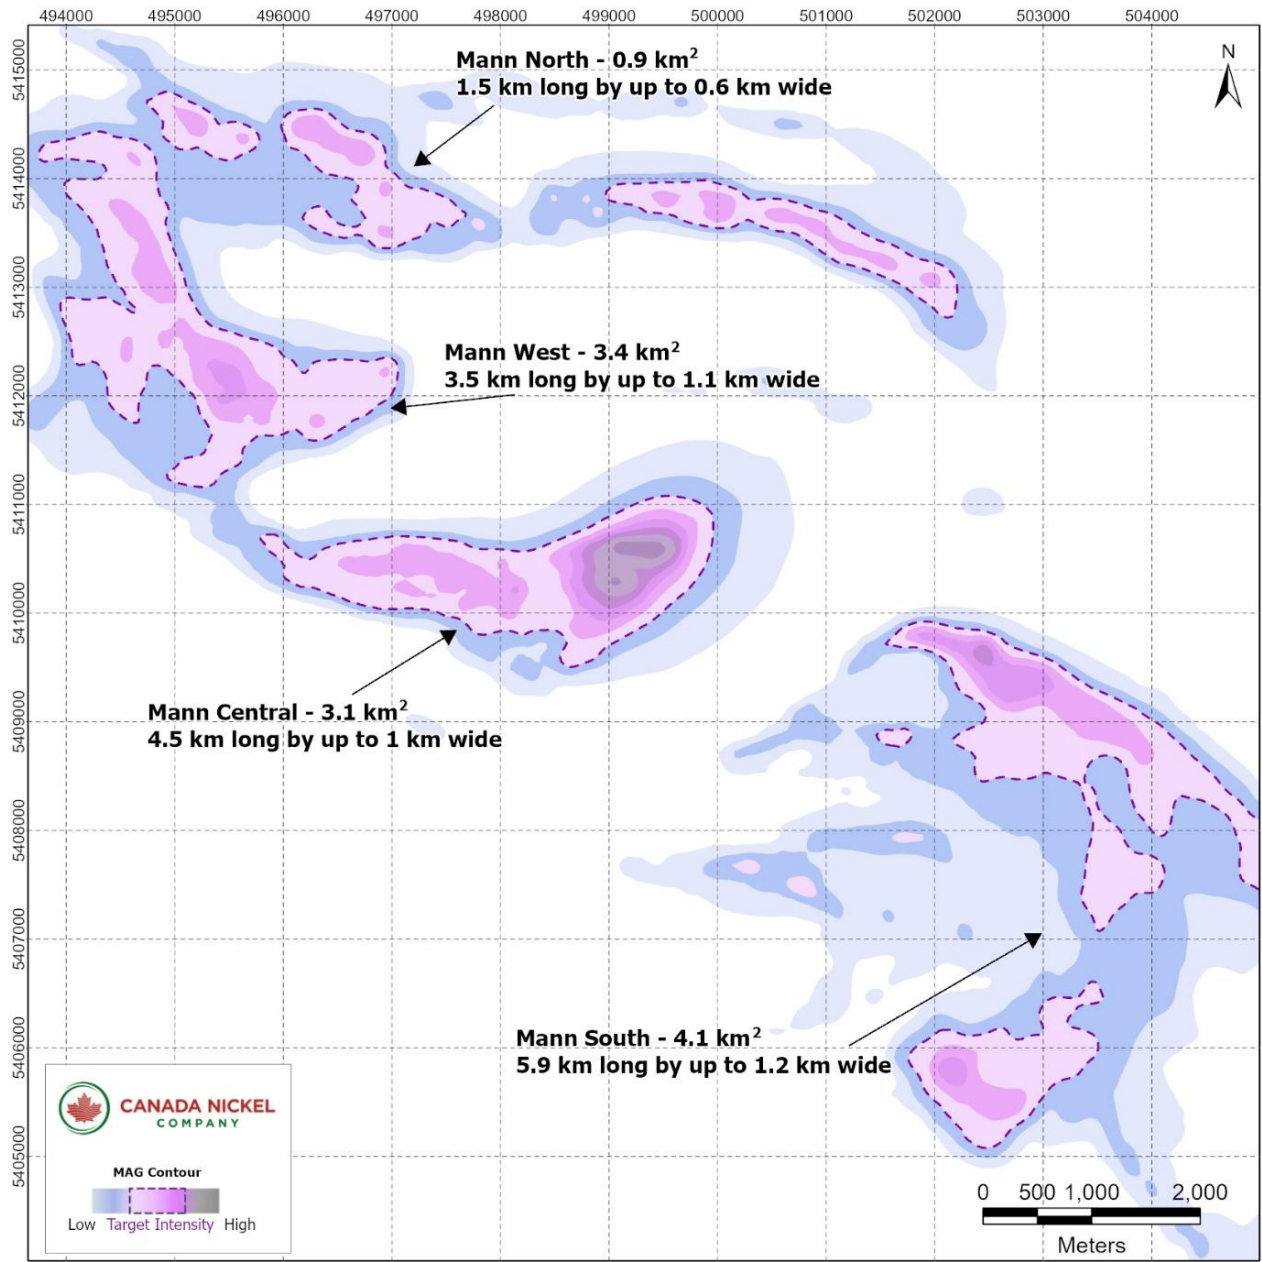 494000 495000 496000 497000 498000 499000 500000 501000 502000 503000 504000
5415000
5414000
5413000
5412000
5411000
5410000
5409000
5408000
5407000
5406000
5405000
N
Mann North - 0.9 km²
1.5 km long by up to 0.6 km wide
Mann West - 3.4 km²
3.5 km long by up to 1.1 km wide
Mann Central - 3.1 km²
4.5 km long by up to 1 km wide
Mann South - 4.1 km²
5.9 km long by up to 1.2 km wide
CANADA NICKEL
COMPANY
MAG Contour
Low Target Intensity High
0 500 1,000 2,000
Meters